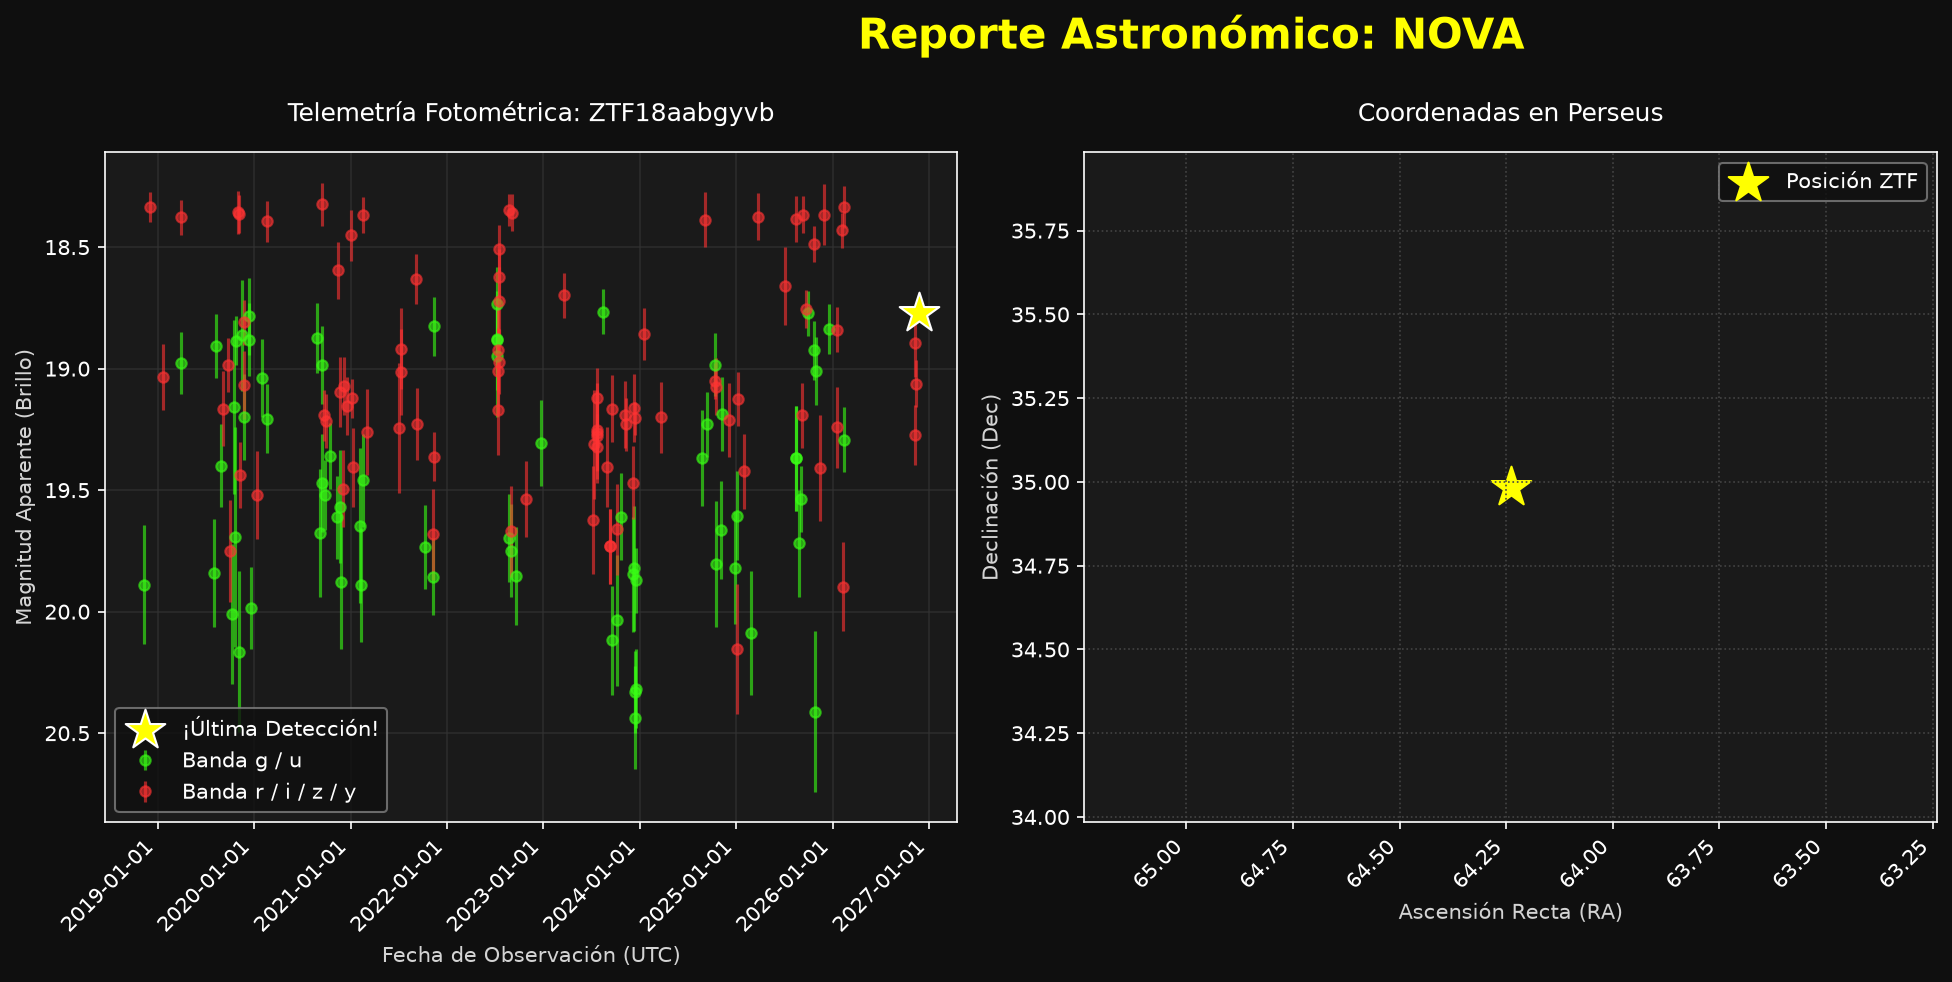 Reporte Astronómico: NOVA
Telemetría Fotométrica: ZTF18aabgyvb
Magnitud Aparente (Brillo)
18.5
19.0
19.5
20.0
20.5
¡Última Detección!
Banda g / u
Banda r / i / z / y
2019-01-01
2020-01-01
2021-01-01
2022-01-01
2023-01-01
2024-01-01
2025-01-01
2026-01-01
2027-01-01
Fecha de Observación (UTC)
Coordenadas en Perseus
Posición ZTF
Declinación (Dec)
35.75
35.50
35.25
35.00
34.75
34.50
34.25
34.00
65.00
64.75
64.50
64.25
64.00
63.75
63.50
63.25
Ascensión Recta (RA)